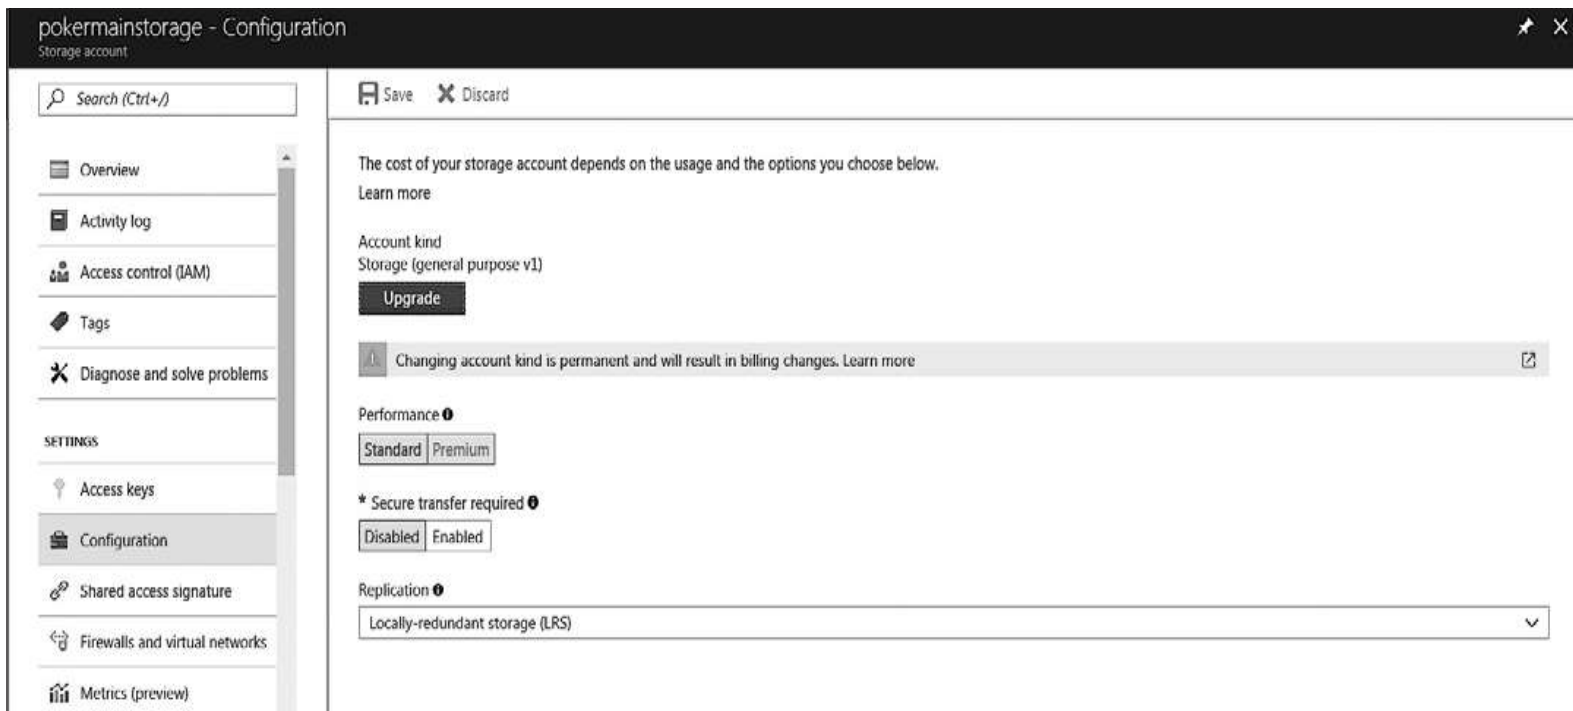 pokermainstorage - Configuration
Storage account
Search (Ctrl+/)
Overview
Activity log
Access control (IAM)
Tags
Diagnose and solve problems
SETTINGS
Access keys
Configuration
Shared access signature
Firewalls and virtual networks
Metrics (preview)
Save Discard
The cost of your storage account depends on the usage and the options you choose below.
Learn more
Account kind
Storage (general purpose v1)
Upgrade
Changing account kind is permanent and will result in billing changes. Learn more
Performance
Standard Premium
* Secure transfer required
Disabled Enabled
Replication
Locally-redundant storage (LRS)